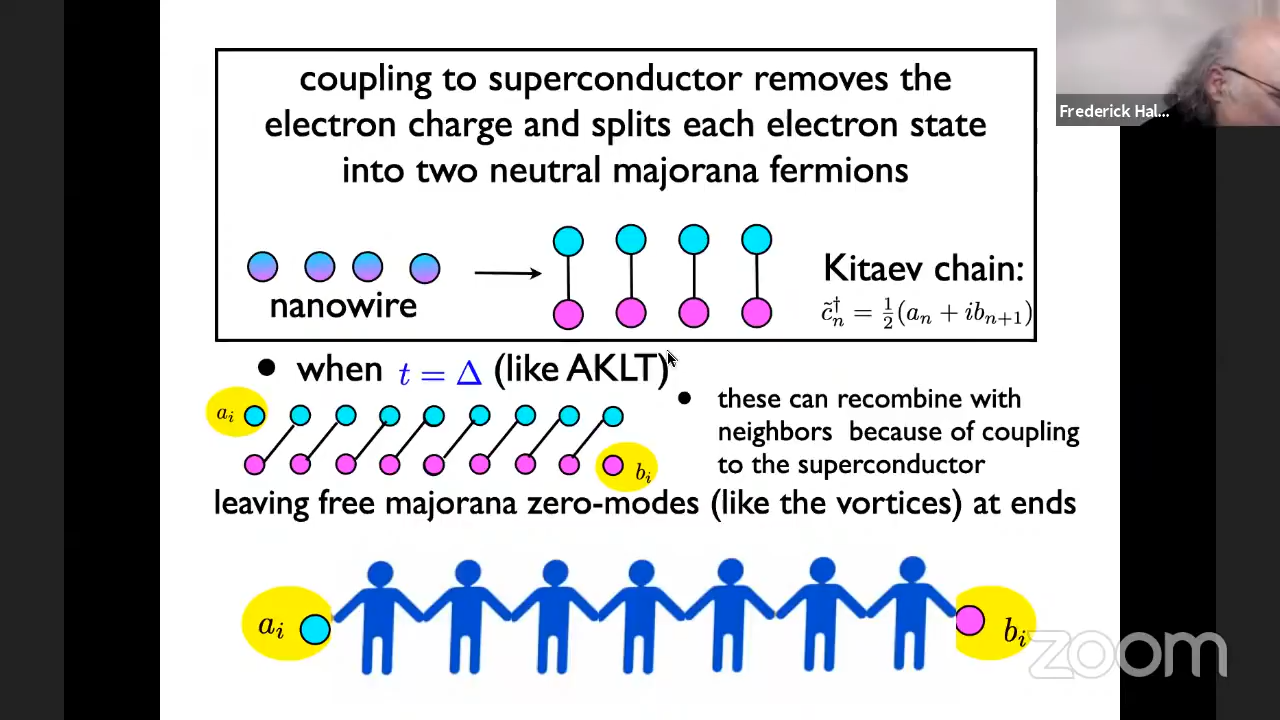 coupling to superconductor removes the
electron charge and splits each electron state
into two neutral majorana fermions
Frederick Hal...
nanowire
Kitaev chain:
c̃†ₙ = ½(aₙ + ibₙ₊₁)
• when t = Δ (like AKLT)
aᵢ
bᵢ
• these can recombine with
neighbors because of coupling
to the superconductor
leaving free majorana zero-modes (like the vortices) at ends
aᵢ
bᵢ
zoom